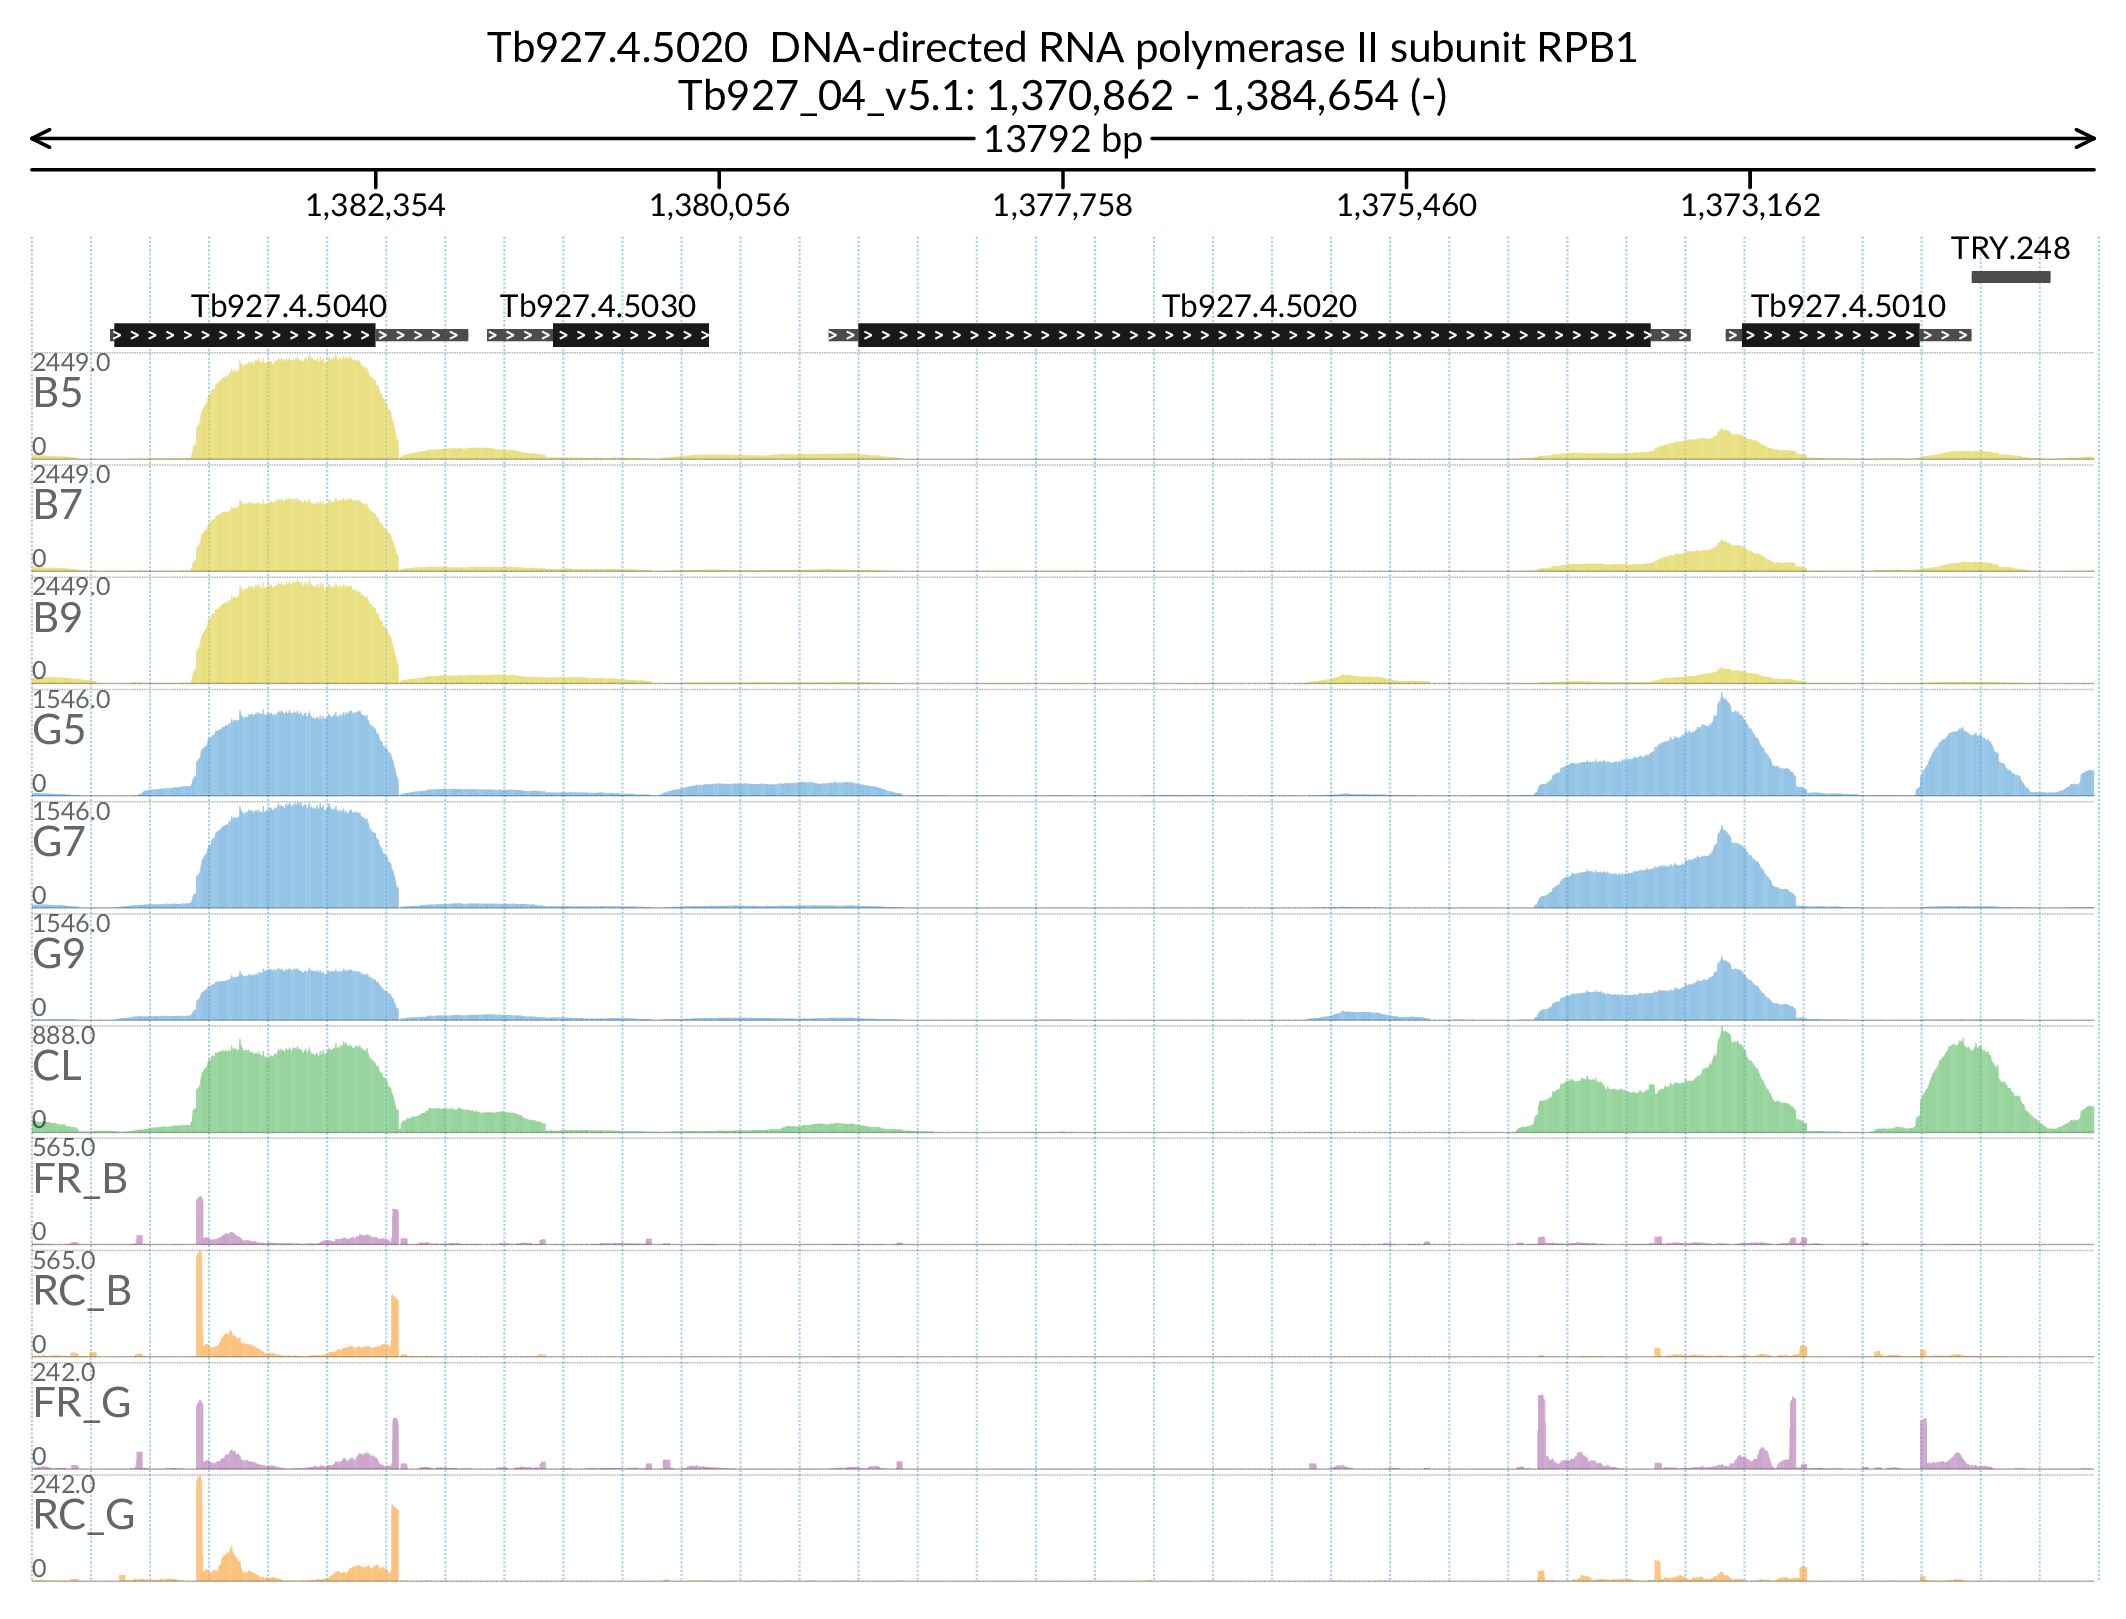 Tb927.4.5020  DNA-directed RNA polymerase II subunit RPB1
Tb927_04_v5.1: 1,370,862 - 1,384,654 (-)
13792 bp
1,382,354 1,380,056 1,377,758 1,375,460 1,373,162
TRY.248
Tb927.4.5040 Tb927.4.5030 Tb927.4.5020 Tb927.4.5010
2449.0
B5
0
2449.0
B7
0
2449.0
B9
0
1546.0
G5
0
1546.0
G7
0
1546.0
G9
0
888.0
CL
0
565.0
FR_B
0
565.0
RC_B
0
242.0
FR_G
0
242.0
RC_G
0